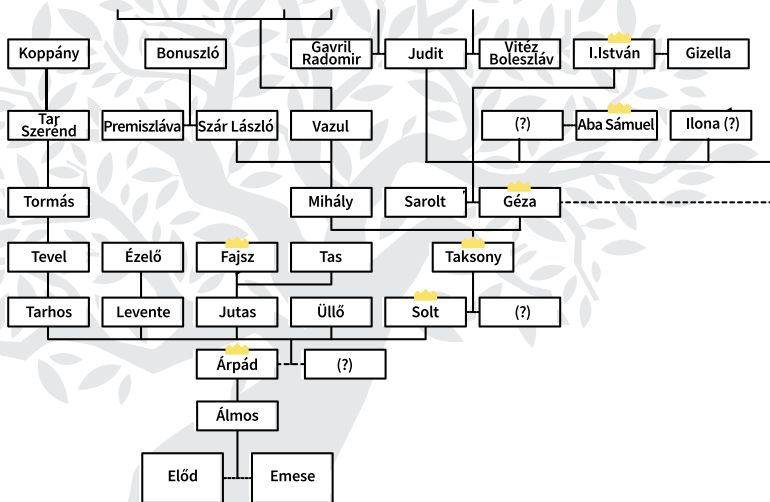 Koppány
Bonuszló
Gavril
Radomir
Judit
Vitéz
Boleszláv
I.István
Gizella
Tar
Szerénd
Premiszláva
Szár László
Vazul
(?)
Aba Sámuel
Ilona (?)
Tormás
Mihály
Sarolt
Géza
Tevel
Ézelő
Fajsz
Tas
Taksony
Tarhos
Levente
Jutas
Üllő
Solt
(?)
Árpád
(?)
Álmos
Előd
Emese